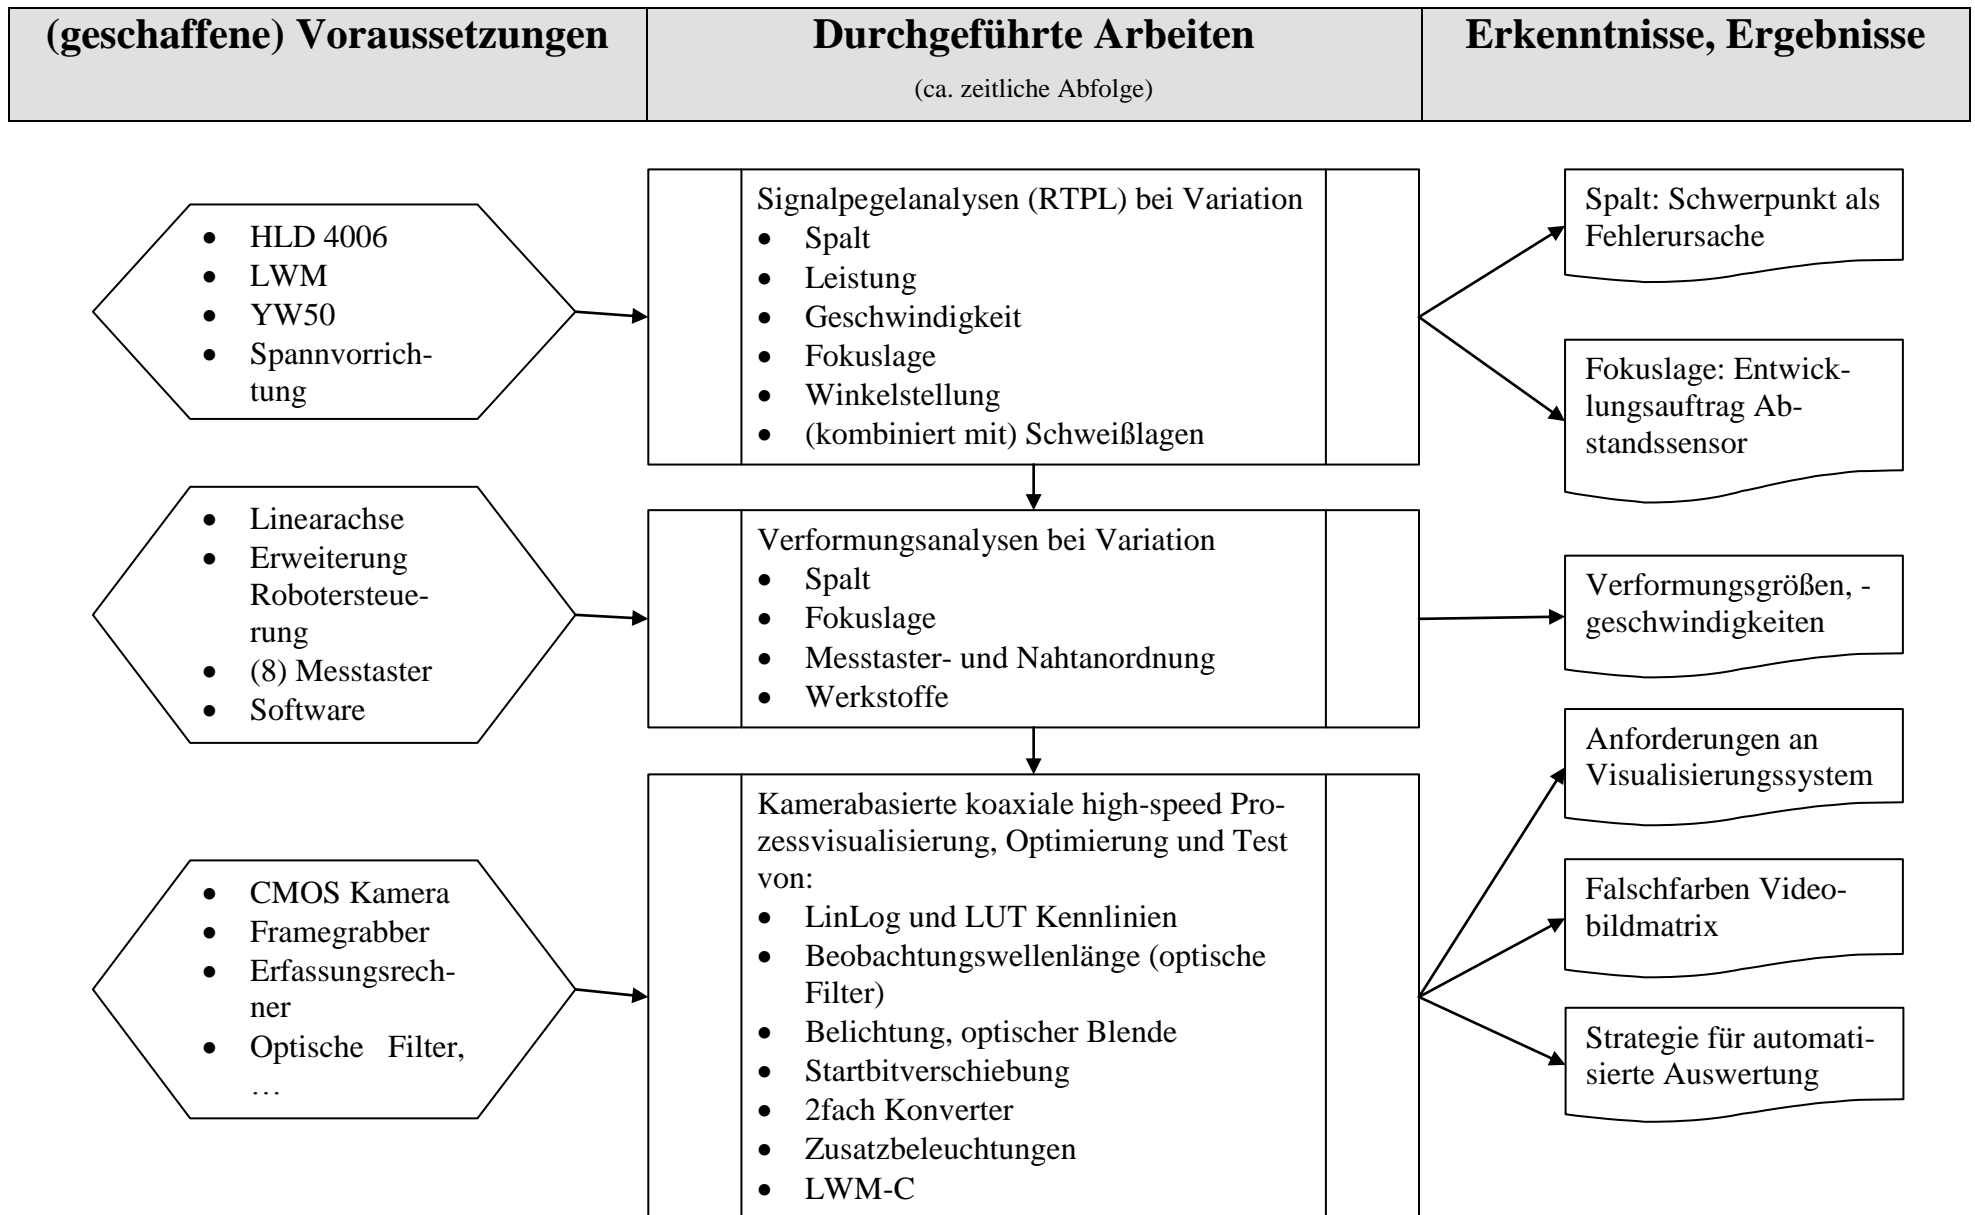 (geschaffene) Voraussetzungen
Durchgeführte Arbeiten
(ca. zeitliche Abfolge)
Erkenntnisse, Ergebnisse
• HLD 4006
• LWM
• YW50
• Spannvorrich-
tung
Signalpegelanalysen (RTPL) bei Variation
• Spalt
• Leistung
• Geschwindigkeit
• Fokuslage
• Winkelstellung
• (kombiniert mit) Schweißlagen
Spalt: Schwerpunkt als
Fehlerursache
Fokuslage: Entwick-
lungsauftrag Ab-
standssensor
• Linearachse
• Erweiterung
Robotersteue-
rung
• (8) Messtaster
• Software
Verformungsanalysen bei Variation
• Spalt
• Fokuslage
• Messtaster- und Nahtanordnung
• Werkstoffe
Verformungsgrößen, -
geschwindigkeiten
• CMOS Kamera
• Framegrabber
• Erfassungsrech-
ner
• Optische Filter,
…
Kamerabasierte koaxiale high-speed Pro-
zessvisualisierung, Optimierung und Test
von:
• LinLog und LUT Kennlinien
• Beobachtungswellenlänge (optische
Filter)
• Belichtung, optischer Blende
• Startbitverschiebung
• 2fach Konverter
• Zusatzbeleuchtungen
• LWM-C
Anforderungen an
Visualisierungssystem
Falschfarben Video-
bildmatrix
Strategie für automati-
sierte Auswertung